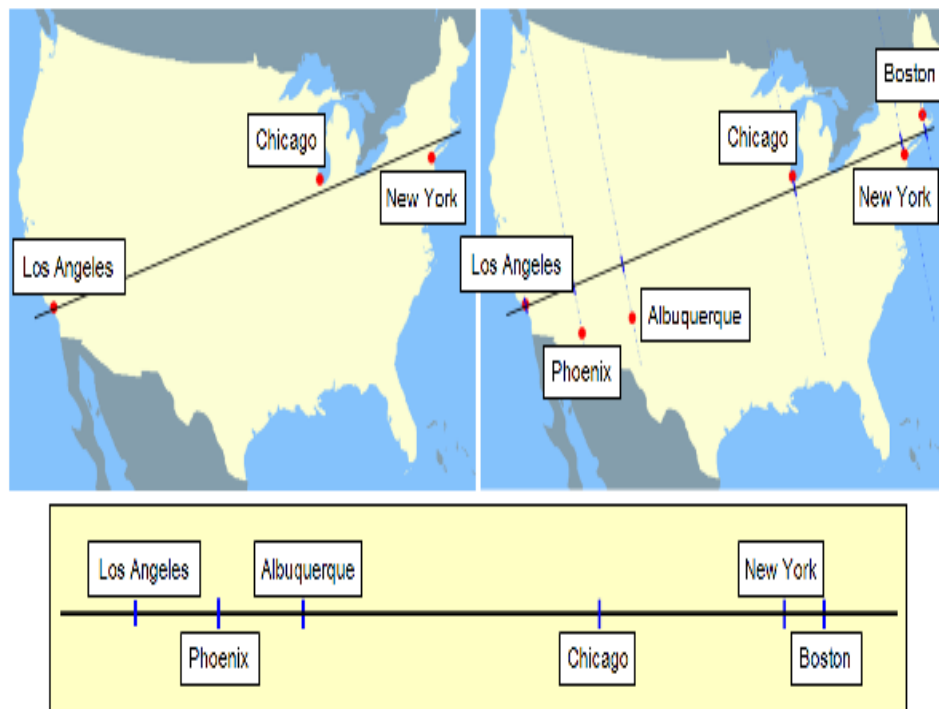 Chicago
New York
Los Angeles
Boston
Chicago
New York
Los Angeles
Albuquerque
Phoenix
Los Angeles
Albuquerque
New York
Phoenix
Chicago
Boston